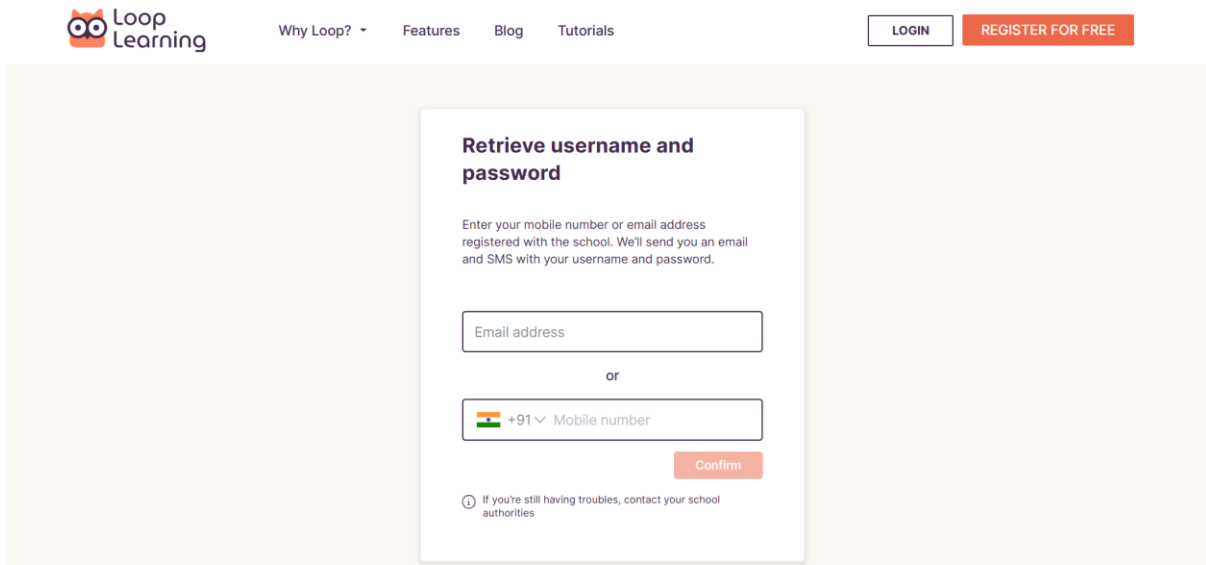 Loop
Learning
Why Loop?
Features
Blog
Tutorials
LOGIN
REGISTER FOR FREE
Retrieve username and
password
Enter your mobile number or email address
registered with the school. We'll send you an email
and SMS with your username and password.
Email address
or
+91 Mobile number
Confirm
If you're still having troubles, contact your school
authorities